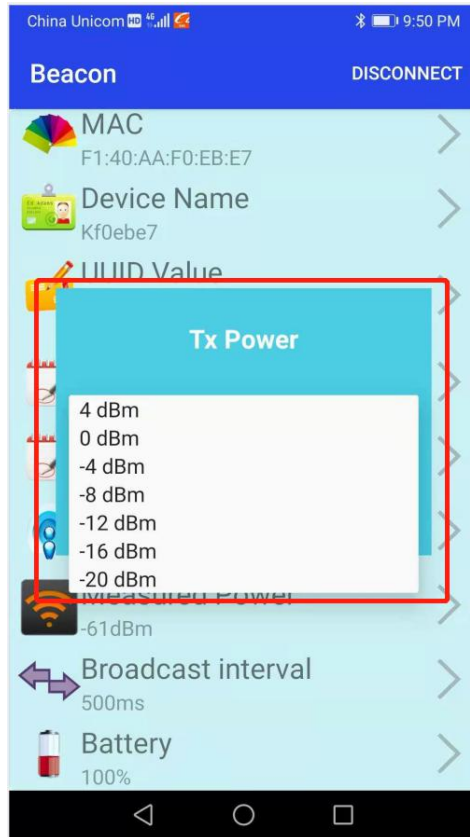 China Unicom HD 4G 9:50 PM
Beacon DISCONNECT
MAC
F1:40:AA:F0:EB:E7
Device Name
Kf0ebe7
UUID Value
Tx Power
4 dBm
0 dBm
-4 dBm
-8 dBm
-12 dBm
-16 dBm
-20 dBm
Measured Power
-61dBm
Broadcast interval
500ms
Battery
100%